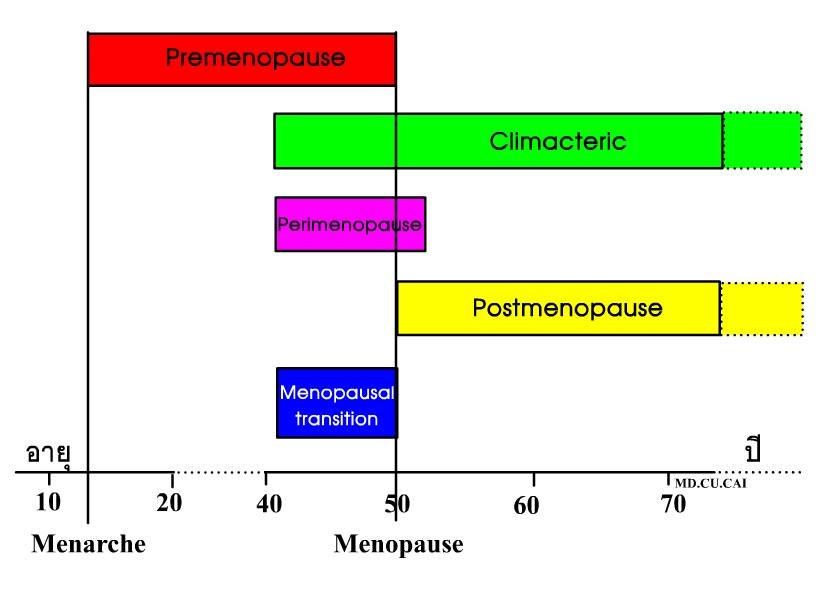 Premenopause
Climacteric
Perimenopause
Postmenopause
Menopausal
transition
อายุ ปี
10 20 40 50 60 70 MD.CU.CAI
Menarche Menopause